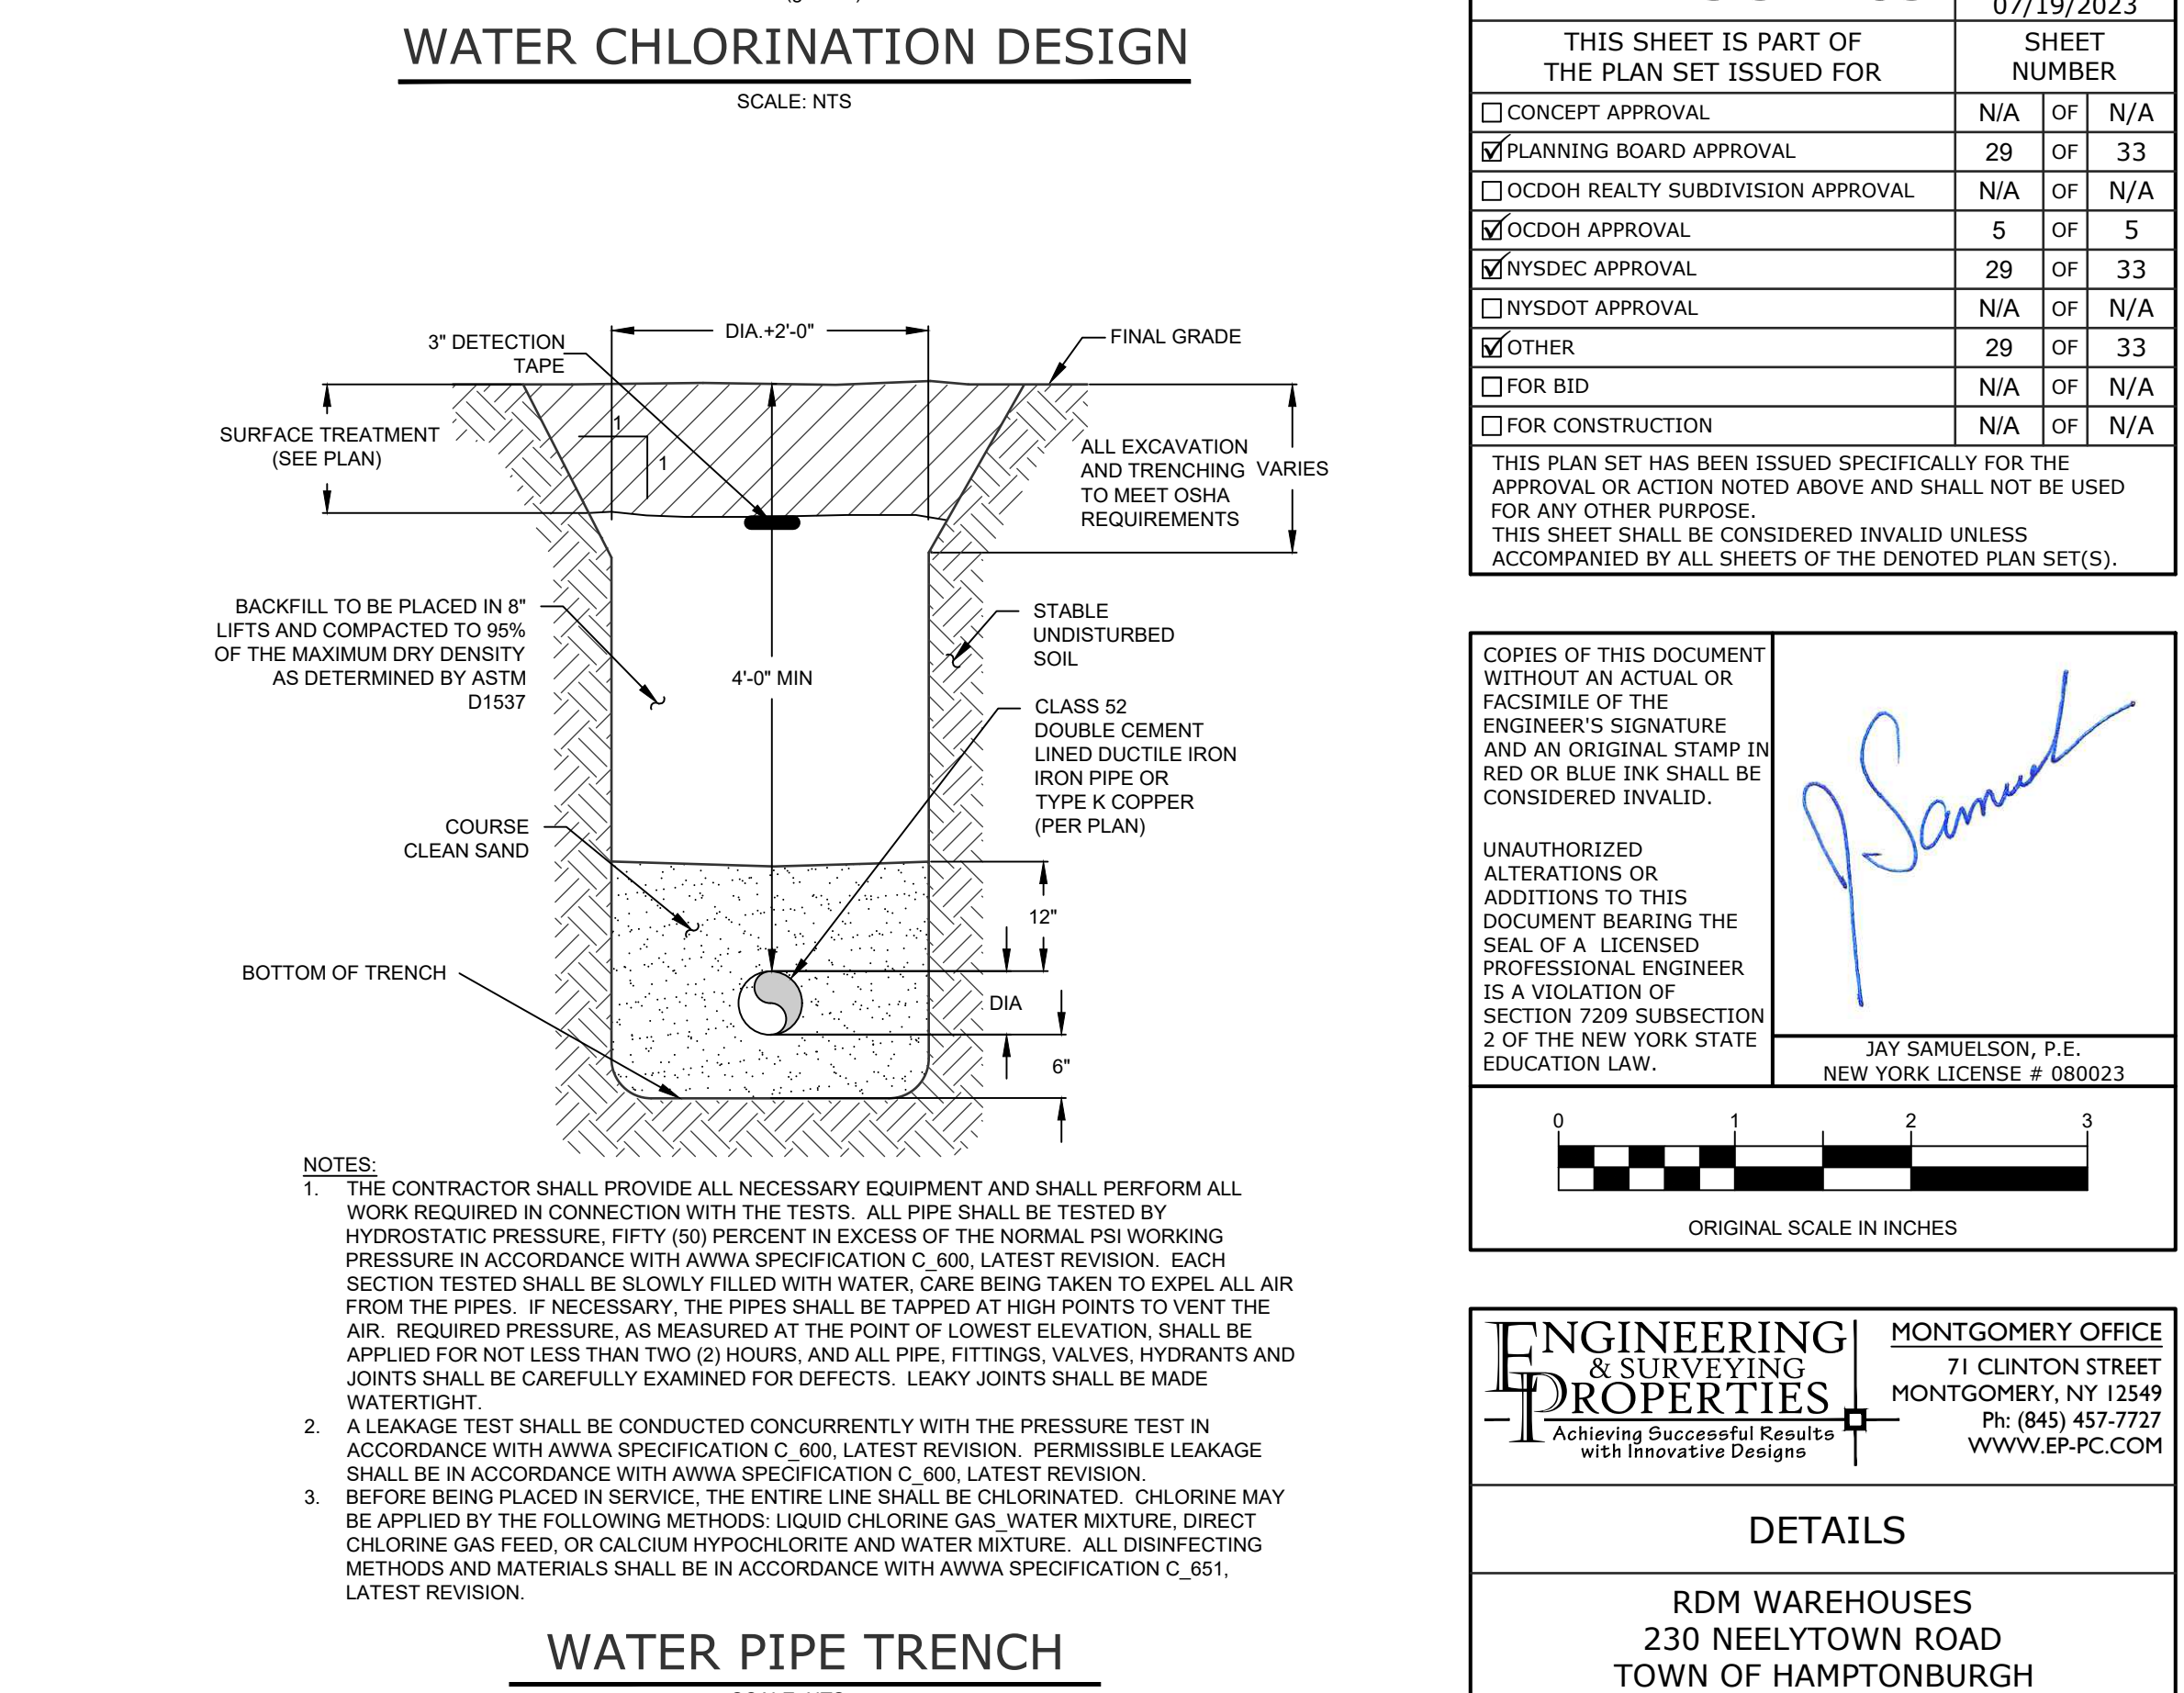 WATER CHLORINATION DESIGN
SCALE: NTS
3" DETECTION
TAPE
DIA.+2'-0"
FINAL GRADE
SURFACE TREATMENT
(SEE PLAN)
1
1
ALL EXCAVATION
AND TRENCHING
TO MEET OSHA
REQUIREMENTS
VARIES
BACKFILL TO BE PLACED IN 8"
LIFTS AND COMPACTED TO 95%
OF THE MAXIMUM DRY DENSITY
AS DETERMINED BY ASTM
D1537
4'-0" MIN
STABLE
UNDISTURBED
SOIL
CLASS 52
DOUBLE CEMENT
LINED DUCTILE IRON
IRON PIPE OR
TYPE K COPPER
(PER PLAN)
COURSE
CLEAN SAND
12"
BOTTOM OF TRENCH
DIA
6"
NOTES:
1. THE CONTRACTOR SHALL PROVIDE ALL NECESSARY EQUIPMENT AND SHALL PERFORM ALL
WORK REQUIRED IN CONNECTION WITH THE TESTS. ALL PIPE SHALL BE TESTED BY
HYDROSTATIC PRESSURE, FIFTY (50) PERCENT IN EXCESS OF THE NORMAL PSI WORKING
PRESSURE IN ACCORDANCE WITH AWWA SPECIFICATION C_600, LATEST REVISION. EACH
SECTION TESTED SHALL BE SLOWLY FILLED WITH WATER, CARE BEING TAKEN TO EXPEL ALL AIR
FROM THE PIPES. IF NECESSARY, THE PIPES SHALL BE TAPPED AT HIGH POINTS TO VENT THE
AIR. REQUIRED PRESSURE, AS MEASURED AT THE POINT OF LOWEST ELEVATION, SHALL BE
APPLIED FOR NOT LESS THAN TWO (2) HOURS, AND ALL PIPE, FITTINGS, VALVES, HYDRANTS AND
JOINTS SHALL BE CAREFULLY EXAMINED FOR DEFECTS. LEAKY JOINTS SHALL BE MADE
WATERTIGHT.
2. A LEAKAGE TEST SHALL BE CONDUCTED CONCURRENTLY WITH THE PRESSURE TEST IN
ACCORDANCE WITH AWWA SPECIFICATION C_600, LATEST REVISION. PERMISSIBLE LEAKAGE
SHALL BE IN ACCORDANCE WITH AWWA SPECIFICATION C_600, LATEST REVISION.
3. BEFORE BEING PLACED IN SERVICE, THE ENTIRE LINE SHALL BE CHLORINATED. CHLORINE MAY
BE APPLIED BY THE FOLLOWING METHODS: LIQUID CHLORINE GAS_WATER MIXTURE, DIRECT
CHLORINE GAS FEED, OR CALCIUM HYPOCHLORITE AND WATER MIXTURE. ALL DISINFECTING
METHODS AND MATERIALS SHALL BE IN ACCORDANCE WITH AWWA SPECIFICATION C_651,
LATEST REVISION.
WATER PIPE TRENCH
07/19/2023
THIS SHEET IS PART OF
THE PLAN SET ISSUED FOR
SHEET
NUMBER
CONCEPT APPROVAL N/A OF N/A
PLANNING BOARD APPROVAL 29 OF 33
OCDOH REALTY SUBDIVISION APPROVAL N/A OF N/A
OCDOH APPROVAL 5 OF 5
NYSDEC APPROVAL 29 OF 33
NYSDOT APPROVAL N/A OF N/A
OTHER 29 OF 33
FOR BID N/A OF N/A
FOR CONSTRUCTION N/A OF N/A
THIS PLAN SET HAS BEEN ISSUED SPECIFICALLY FOR THE
APPROVAL OR ACTION NOTED ABOVE AND SHALL NOT BE USED
FOR ANY OTHER PURPOSE.
THIS SHEET SHALL BE CONSIDERED INVALID UNLESS
ACCOMPANIED BY ALL SHEETS OF THE DENOTED PLAN SET(S).
COPIES OF THIS DOCUMENT
WITHOUT AN ACTUAL OR
FACSIMILE OF THE
ENGINEER'S SIGNATURE
AND AN ORIGINAL STAMP IN
RED OR BLUE INK SHALL BE
CONSIDERED INVALID.
UNAUTHORIZED
ALTERATIONS OR
ADDITIONS TO THIS
DOCUMENT BEARING THE
SEAL OF A LICENSED
PROFESSIONAL ENGINEER
IS A VIOLATION OF
SECTION 7209 SUBSECTION
2 OF THE NEW YORK STATE
EDUCATION LAW.
JAY SAMUELSON, P.E.
NEW YORK LICENSE # 080023
0 1 2 3
ORIGINAL SCALE IN INCHES
ENGINEERING
& SURVEYING
PROPERTIES
Achieving Successful Results
with Innovative Designs
MONTGOMERY OFFICE
71 CLINTON STREET
MONTGOMERY, NY 12549
Ph: (845) 457-7727
WWW.EP-PC.COM
DETAILS
RDM WAREHOUSES
230 NEELYTOWN ROAD
TOWN OF HAMPTONBURGH